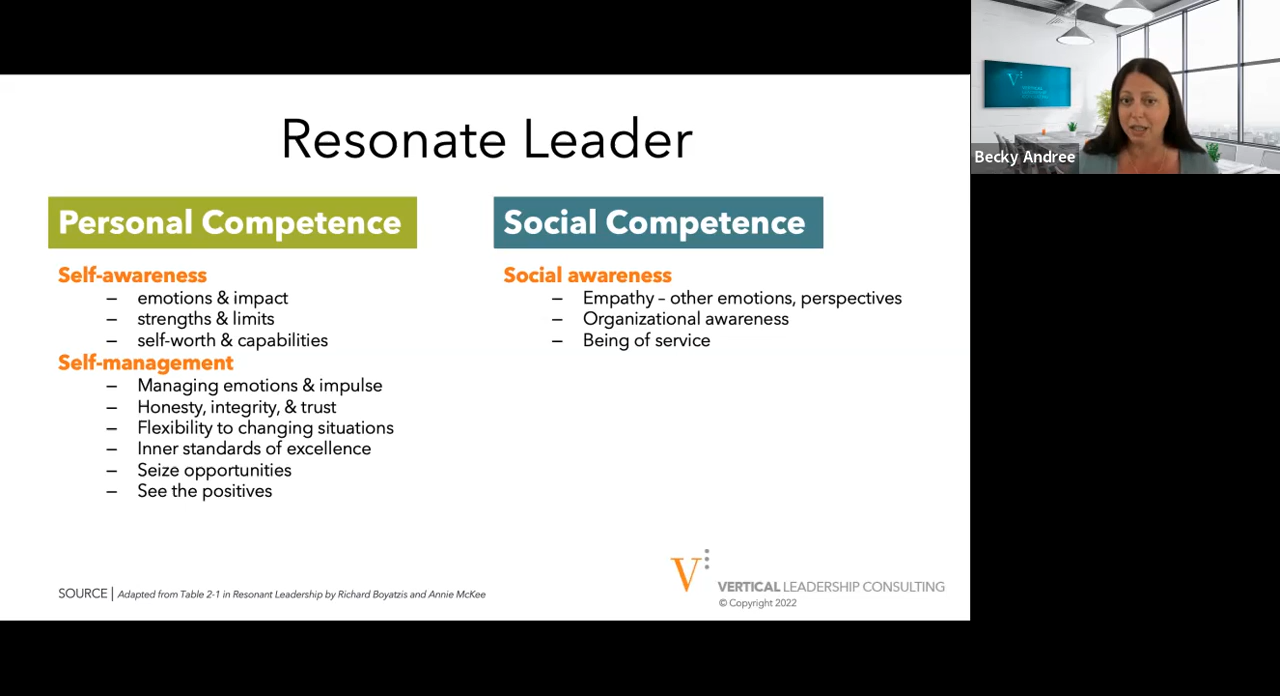 Resonate Leader
Personal Competence
Self-awareness
– emotions & impact
– strengths & limits
– self-worth & capabilities
Self-management
– Managing emotions & impulse
– Honesty, integrity, & trust
– Flexibility to changing situations
– Inner standards of excellence
– Seize opportunities
– See the positives
Social Competence
Social awareness
– Empathy – other emotions, perspectives
– Organizational awareness
– Being of service
SOURCE | Adapted from Table 2-1 in Resonant Leadership by Richard Boyatzis and Annie McKee
V
VERTICAL LEADERSHIP CONSULTING
© Copyright 2022
Becky Andree